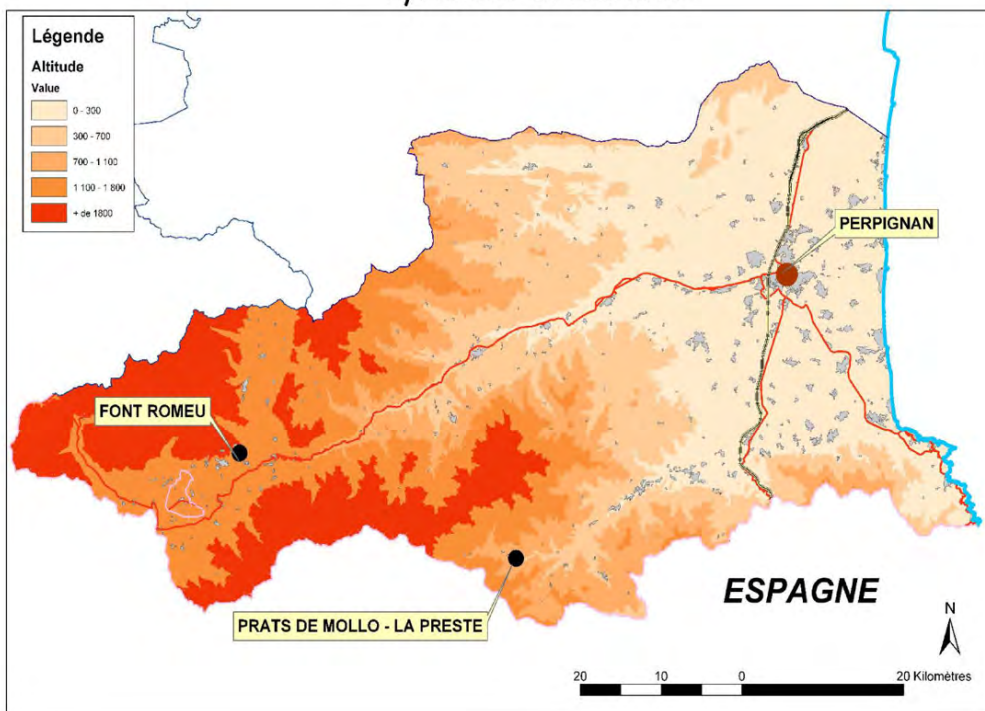 Légende
Altitude
Value
0 - 300
300 - 700
700 - 1 100
1 100 - 1 800
+ de 1800
PERPIGNAN
FONT ROMEU
PRATS DE MOLLO - LA PRESTE
ESPAGNE
N
20 10 0 20 Kilomètres